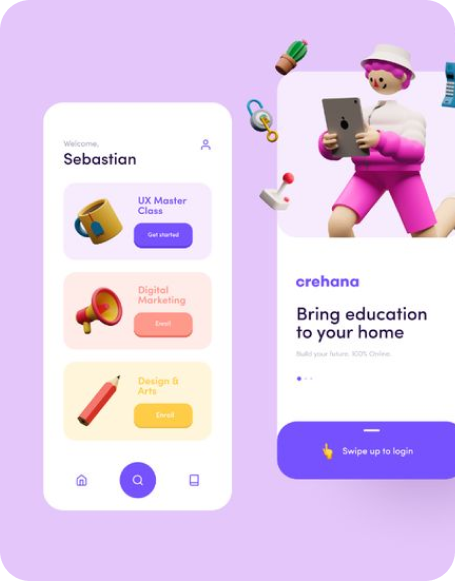 Welcome,
Sebastian
UX Master
Class
Get started
Digital
Marketing
Enroll
Design &
Arts
Enroll
crehana
Bring education
to your home
Build your future. 100% Online.
Swipe up to login